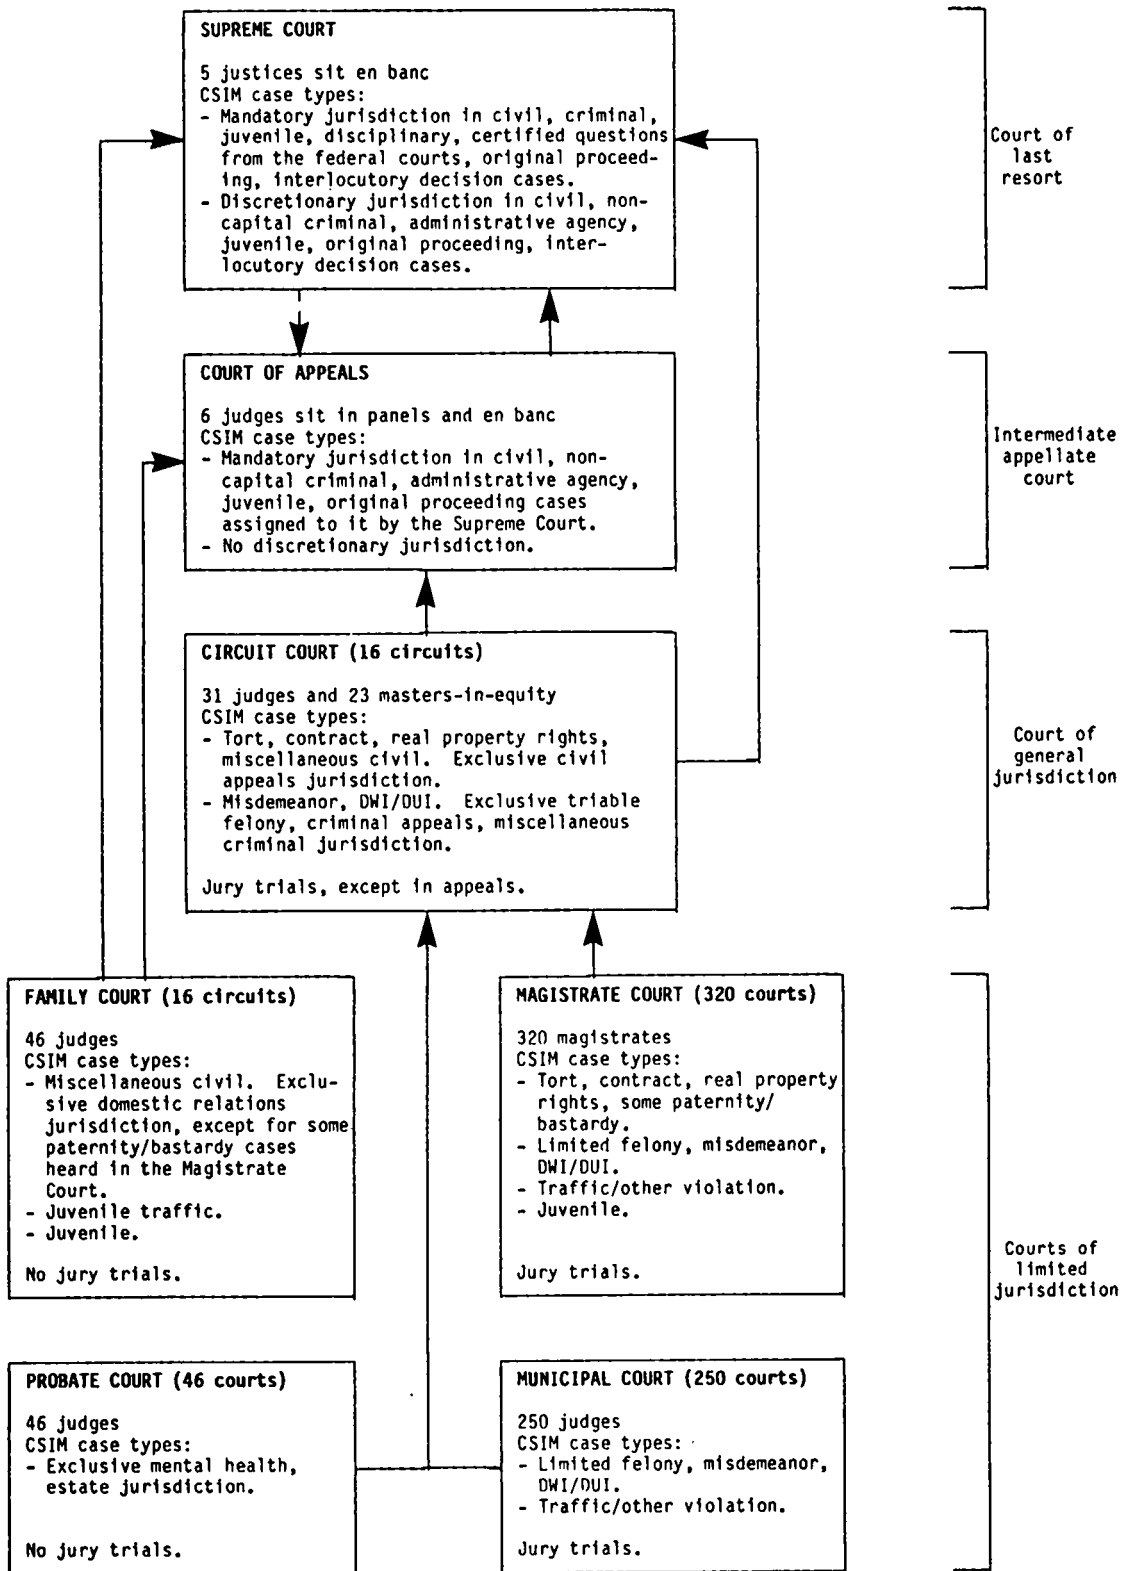 SUPREME COURT
5 justices sit en banc
CSIM case types:
- Mandatory jurisdiction in civil, criminal,
juvenile, disciplinary, certified questions
from the federal courts, original proceed-
ing, interlocutory decision cases.
- Discretionary jurisdiction in civil, non-
capital criminal, administrative agency,
juvenile, original proceeding, inter-
locutory decision cases.
Court of
last
resort
COURT OF APPEALS
6 judges sit in panels and en banc
CSIM case types:
- Mandatory jurisdiction in civil, non-
capital criminal, administrative agency,
juvenile, original proceeding cases
assigned to it by the Supreme Court.
- No discretionary jurisdiction.
Intermediate
appellate
court
CIRCUIT COURT (16 circuits)
31 judges and 23 masters-in-equity
CSIM case types:
- Tort, contract, real property rights,
miscellaneous civil. Exclusive civil
appeals jurisdiction.
- Misdemeanor, DWI/DUI. Exclusive triable
felony, criminal appeals, miscellaneous
criminal jurisdiction.
Jury trials, except in appeals.
Court of
general
jurisdiction
FAMILY COURT (16 circuits)
46 judges
CSIM case types:
- Miscellaneous civil. Exclu-
sive domestic relations
jurisdiction, except for some
paternity/bastardy cases
heard in the Magistrate
Court.
- Juvenile traffic.
- Juvenile.
No jury trials.
MAGISTRATE COURT (320 courts)
320 magistrates
CSIM case types:
- Tort, contract, real property
rights, some paternity/
bastardy.
- Limited felony, misdemeanor,
DWI/DUI.
- Traffic/other violation.
- Juvenile.
Jury trials.
Courts of
limited
jurisdiction
PROBATE COURT (46 courts)
46 judges
CSIM case types:
- Exclusive mental health,
estate jurisdiction.
No jury trials.
MUNICIPAL COURT (250 courts)
250 judges
CSIM case types:
- Limited felony, misdemeanor,
DWI/DUI.
- Traffic/other violation.
Jury trials.